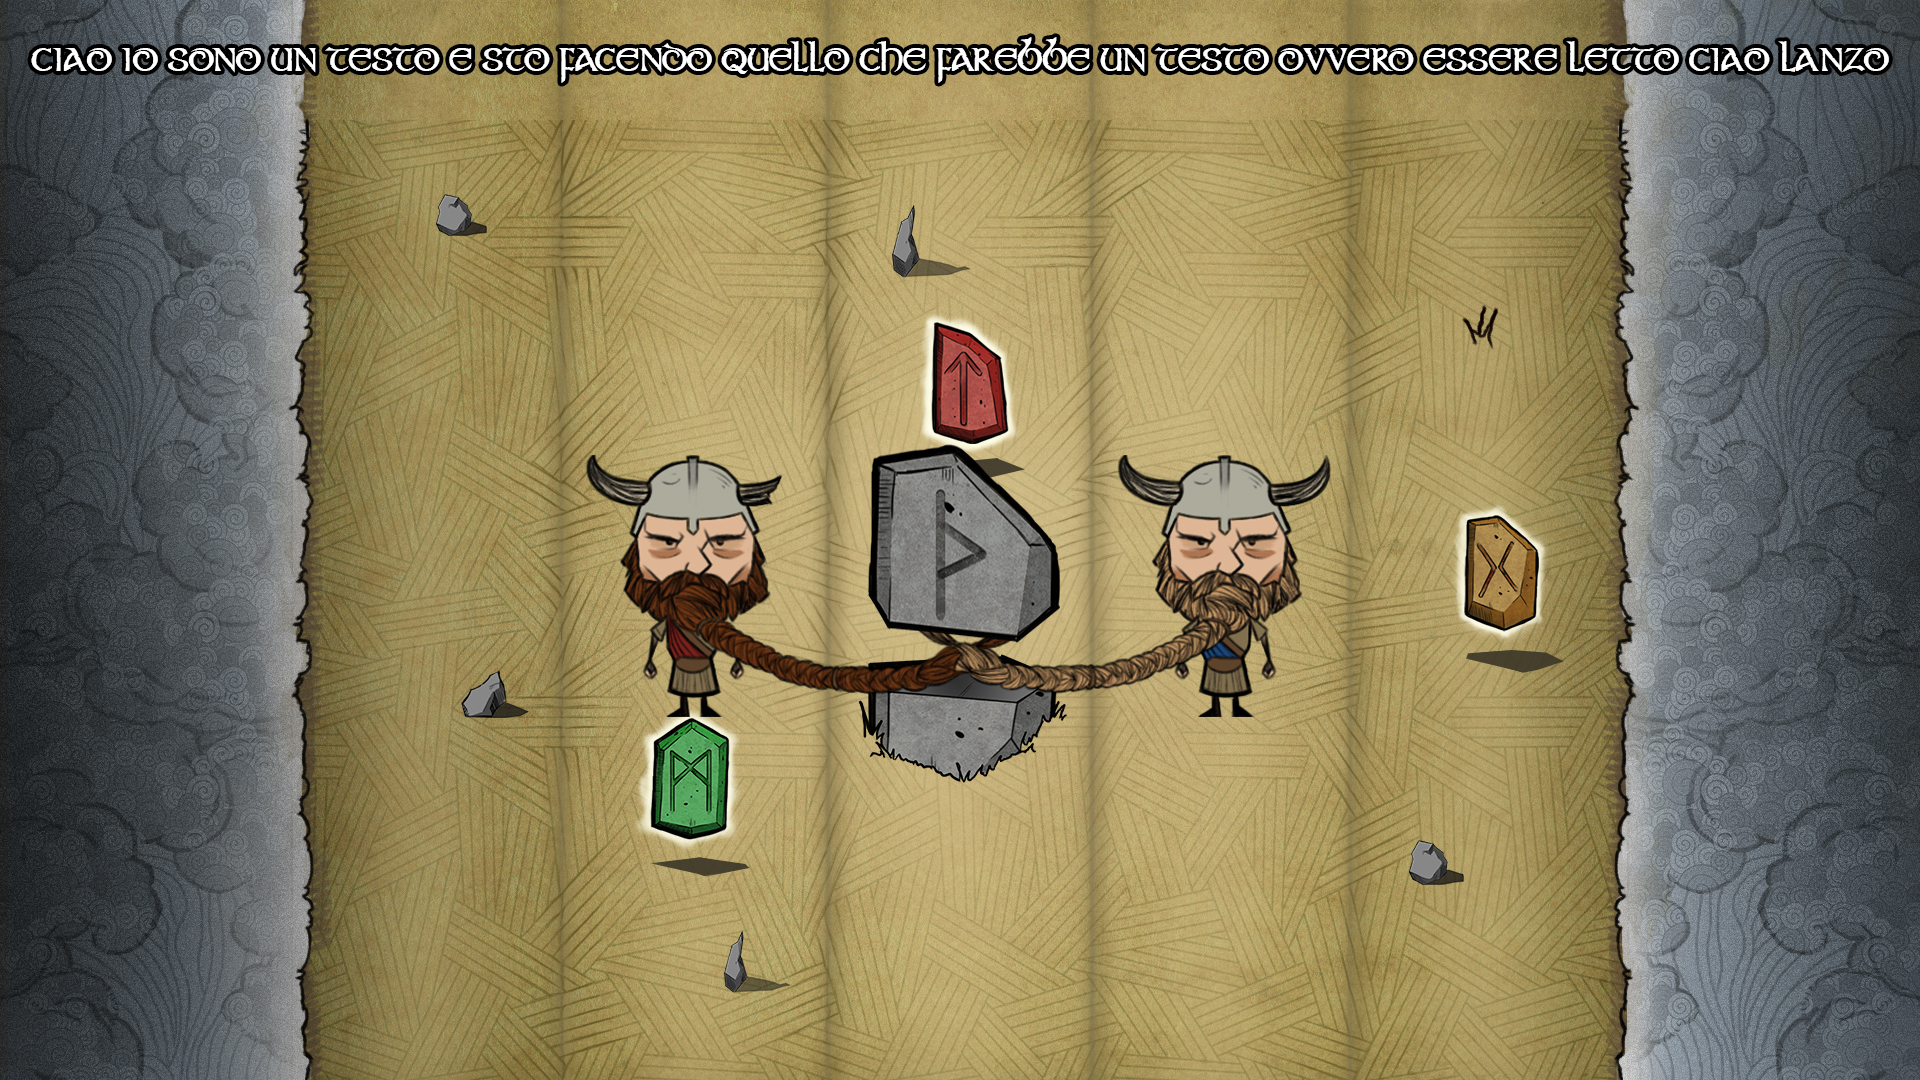 CIAO IO SONO UN TESTO E STO FACENDO QUELLO CHE FAREBBE UN TESTO OVVERO ESSERE LETTO CIAO LANZO
ᛏ
ᚦ
ᚷ
ᛗ